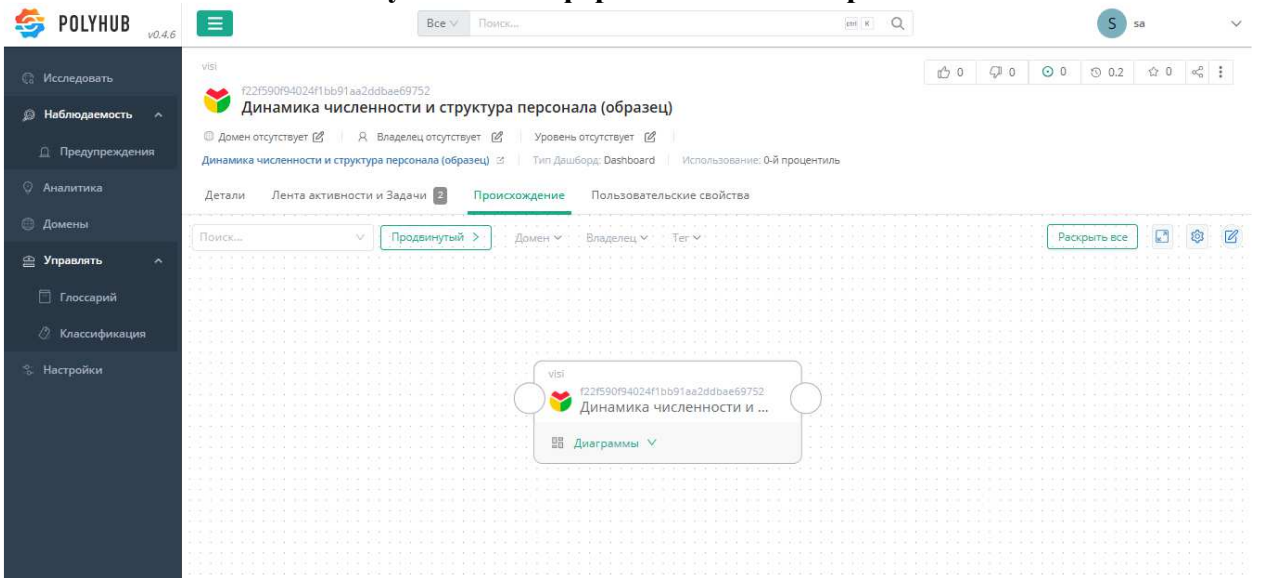 POLYHUB v0.4.6
Все Поиск... ctrl K
S sa
Исследовать
Наблюдаемость
Предупреждения
Аналитика
Домены
Управлять
Глоссарий
Классификация
Настройки
visi
0 0 0 0.2 0
f22f590f94024f1bb91aa2ddbae69752
Динамика численности и структура персонала (образец)
Домен отсутствует Владелец отсутствует Уровень отсутствует
Динамика численности и структура персонала (образец) Тип Дашборд: Dashboard Использование: 0-й процентиль
Детали Лента активности и Задачи 2 Происхождение Пользовательские свойства
Поиск... Продвинутый > Домен Владелец Тег Раскрыть все
visi
f22f590f94024f1bb91aa2ddbae69752
Динамика численности и ...
Диаграммы